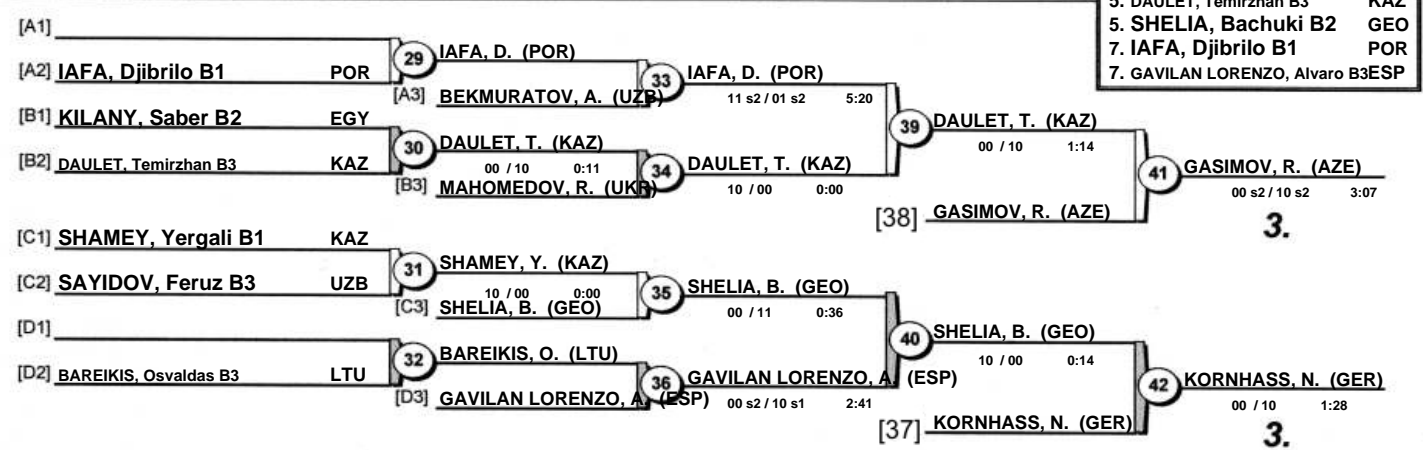 5. DAULET, Temirzhan B3 KAZ
5. SHELIA, Bachuki B2 GEO
7. IAFA, Djibrilo B1 POR
7. GAVILAN LORENZO, Alvaro B3 ESP
[A1]
[A2] IAFA, Djibrilo B1 POR
[B1] KILANY, Saber B2 EGY
[B2] DAULET, Temirzhan B3 KAZ
[C1] SHAMEY, Yergali B1 KAZ
[C2] SAYIDOV, Feruz B3 UZB
[D1]
[D2] BAREIKIS, Osvaldas B3 LTU
29
IAFA, D. (POR)
[A3] BEKMURATOV, A. (UZB)
30
DAULET, T. (KAZ)
00 / 10 0:11
[B3] MAHOMEDOV, R. (UKR)
31
SHAMEY, Y. (KAZ)
10 / 00 0:00
[C3] SHELIA, B. (GEO)
32
BAREIKIS, O. (LTU)
[D3] GAVILAN LORENZO, A. (ESP)
33
IAFA, D. (POR)
11 s2 / 01 s2 5:20
34
DAULET, T. (KAZ)
10 / 00 0:00
35
SHELIA, B. (GEO)
00 / 11 0:36
36
GAVILAN LORENZO, A. (ESP)
00 s2 / 10 s1 2:41
39
DAULET, T. (KAZ)
00 / 10 1:14
[38] GASIMOV, R. (AZE)
40
SHELIA, B. (GEO)
10 / 00 0:14
[37] KORNHASS, N. (GER)
41
GASIMOV, R. (AZE)
00 s2 / 10 s2 3:07
3.
42
KORNHASS, N. (GER)
00 / 10 1:28
3.